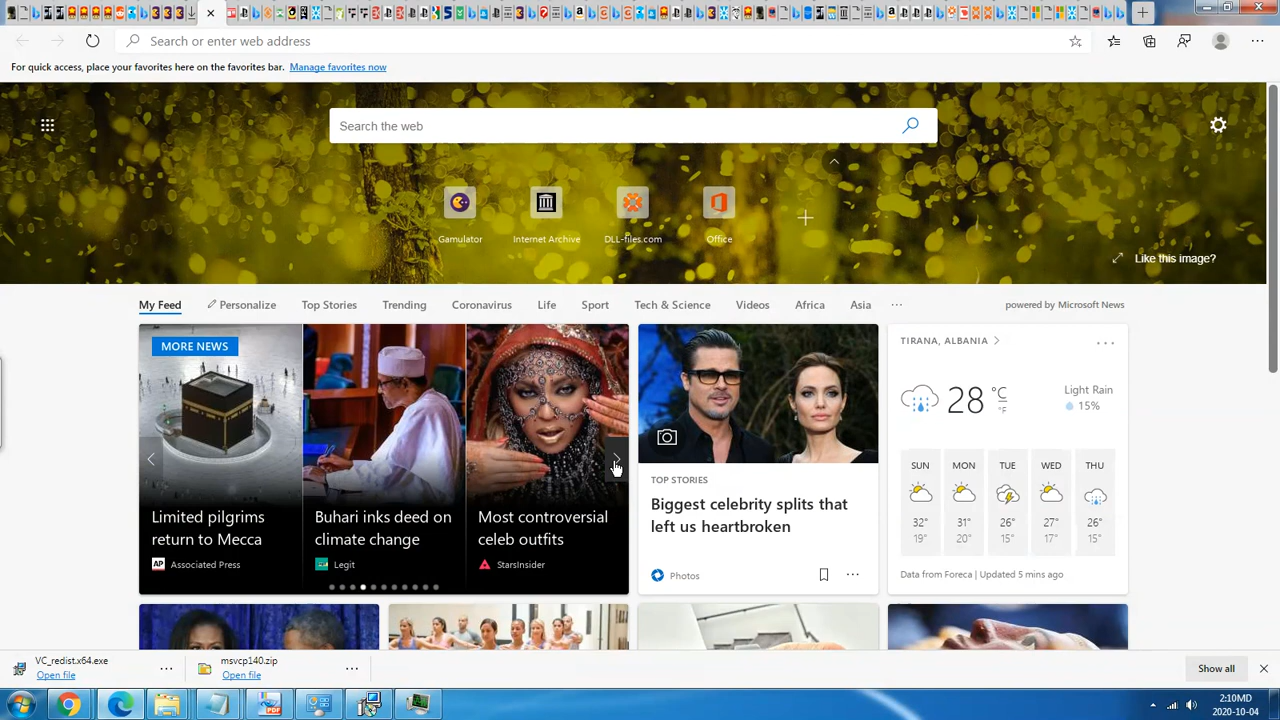 Search or enter web address
For quick access, place your favorites here on the favorites bar. Manage favorites now
Search the web
Gamulator
Internet Archive
DLL-files.com
Office
Like this image?
My Feed
Personalize
Top Stories
Trending
Coronavirus
Life
Sport
Tech & Science
Videos
Africa
Asia
powered by Microsoft News
MORE NEWS
Limited pilgrims
return to Mecca
AP Associated Press
Buhari inks deed on
climate change
Legit
Most controversial
celeb outfits
StarsInsider
TOP STORIES
Biggest celebrity splits that
left us heartbroken
Photos
TIRANA, ALBANIA
28 °C
°F
Light Rain
15%
SUN MON TUE WED THU
32° 31° 26° 27° 26°
19° 20° 15° 17° 15°
Data from Foreca | Updated 5 mins ago
VC_redist.x64.exe
Open file
msvcp140.zip
Open file
Show all
2:10MD
2020-10-04